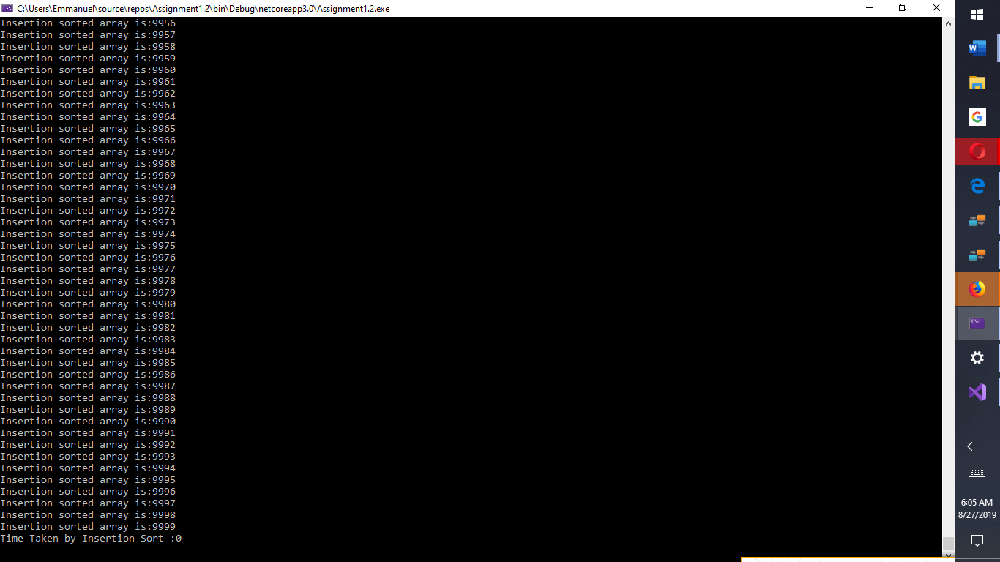 C:\Users\Emmanuel\source\repos\Assignment1.2\bin\Debug\netcoreapp3.0\Assignment1.2.exe
Insertion sorted array is:9956
Insertion sorted array is:9957
Insertion sorted array is:9958
Insertion sorted array is:9959
Insertion sorted array is:9960
Insertion sorted array is:9961
Insertion sorted array is:9962
Insertion sorted array is:9963
Insertion sorted array is:9964
Insertion sorted array is:9965
Insertion sorted array is:9966
Insertion sorted array is:9967
Insertion sorted array is:9968
Insertion sorted array is:9969
Insertion sorted array is:9970
Insertion sorted array is:9971
Insertion sorted array is:9972
Insertion sorted array is:9973
Insertion sorted array is:9974
Insertion sorted array is:9975
Insertion sorted array is:9976
Insertion sorted array is:9977
Insertion sorted array is:9978
Insertion sorted array is:9979
Insertion sorted array is:9980
Insertion sorted array is:9981
Insertion sorted array is:9982
Insertion sorted array is:9983
Insertion sorted array is:9984
Insertion sorted array is:9985
Insertion sorted array is:9986
Insertion sorted array is:9987
Insertion sorted array is:9988
Insertion sorted array is:9989
Insertion sorted array is:9990
Insertion sorted array is:9991
Insertion sorted array is:9992
Insertion sorted array is:9993
Insertion sorted array is:9994
Insertion sorted array is:9995
Insertion sorted array is:9996
Insertion sorted array is:9997
Insertion sorted array is:9998
Insertion sorted array is:9999
Time Taken by Insertion Sort :0
6:05 AM
8/27/2019